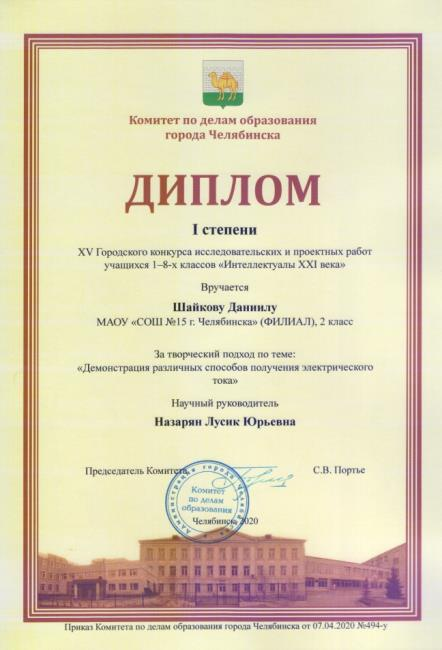 Комитет по делам образования
города Челябинска
ДИПЛОМ
I степени
XV Городского конкурса исследовательских и проектных работ
учащихся 1–8-х классов «Интеллектуалы XXI века»
Вручается
Шайкову Даниилу
МАОУ «СОШ №15 г. Челябинска» (ФИЛИАЛ), 2 класс
За творческий подход по теме:
«Демонстрация различных способов получения электрического
тока»
Научный руководитель
Назарян Лусик Юрьевна
Председатель Комитета
С.В. Портье
Администрация города Челябинска
Комитет
по делам
образования
Челябинск 2020
Приказ Комитета по делам образования города Челябинска от 07.04.2020 №494-у